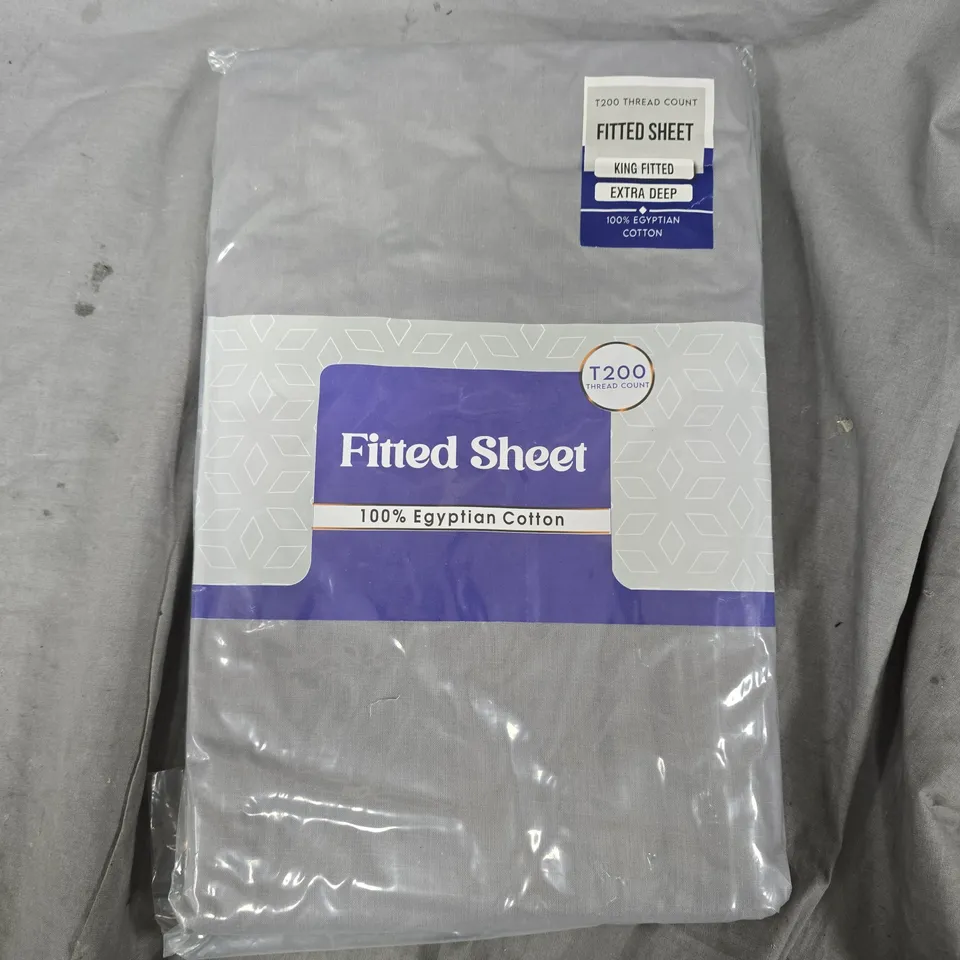 T200 THREAD COUNT
FITTED SHEET
KING FITTED
EXTRA DEEP
100% EGYPTIAN
COTTON
T200
THREAD COUNT
Fitted Sheet
100% Egyptian Cotton